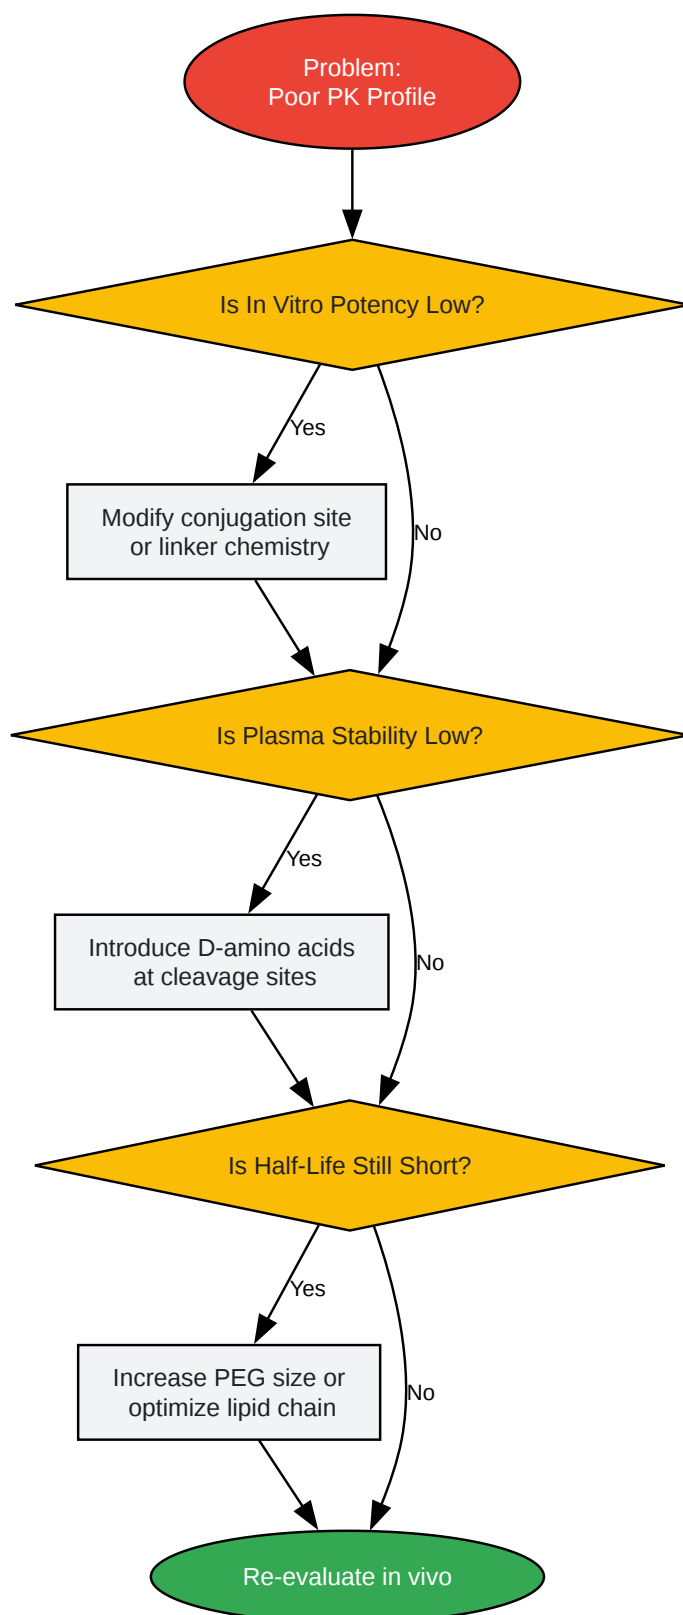 Problem:
Poor PK Profile
Is In Vitro Potency Low?
Yes
Modify conjugation site
or linker chemistry
No
Is Plasma Stability Low?
Yes
Introduce D-amino acids
at cleavage sites
No
Is Half-Life Still Short?
Yes
Increase PEG size or
optimize lipid chain
No
Re-evaluate in vivo